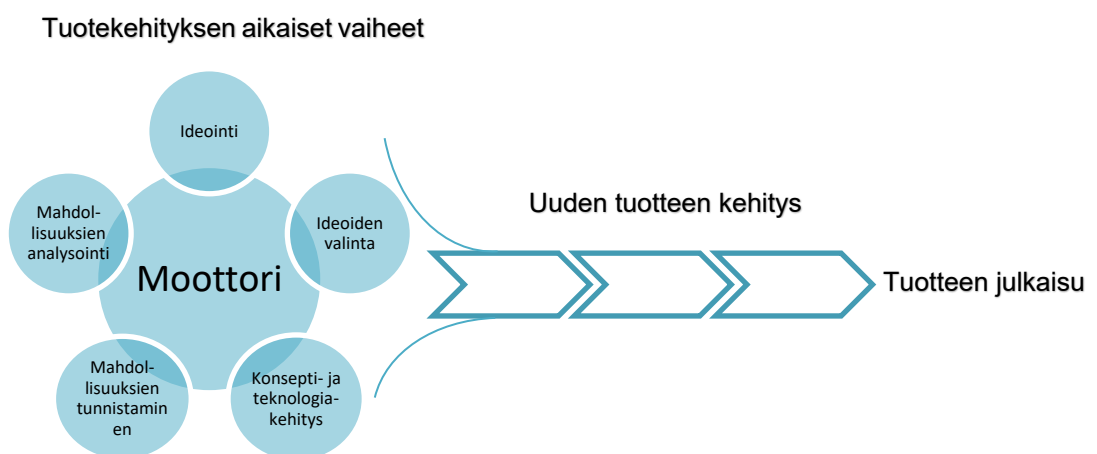 Tuotekehityksen aikaiset vaiheet
Ideointi
Mahdol-
lisuuksien
analysointi
Ideoiden
valinta
Moottori
Mahdol-
lisuuksien
tunnistamin
en
Konsepti- ja
teknologia-
kehitys
Uuden tuotteen kehitys
Tuotteen julkaisu